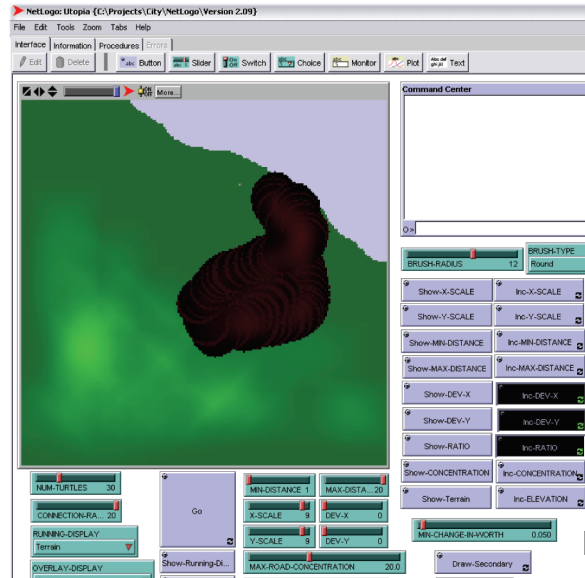 NetLogo: Utopia {C:\Projects\City\NetLogo\Version 2.09}
File Edit Tools Zoom Tabs Help
Interface Information Procedures Errors
Edit Delete Button Slider Switch Choice Monitor Plot Text
More...
Command Center
O>
BRUSH-RADIUS 12
BRUSH-TYPE
Round
Show-X-SCALE Inc-X-SCALE
Show-Y-SCALE Inc-Y-SCALE
Show-MIN-DISTANCE Inc-MIN-DISTANCE
Show-MAX-DISTANCE Inc-MAX-DISTANCE
Show-DEV-X Inc-DEV-X
Show-DEV-Y Inc-DEV-Y
Show-RATIO Inc-RATIO
Show-CONCENTRATION Inc-CONCENTRATION
Show-Terrain Inc-ELEVATION
NUM-TURTLES 30
CONNECTION-RA... 20
RUNNING-DISPLAY
Terrain
OVERLAY-DISPLAY
Go
Show-Running-Di...
MIN-DISTANCE 1 MAX-DISTA... 20
X-SCALE 9 DEV-X 0
Y-SCALE 9 DEV-Y 0
MAX-ROAD-CONCENTRATION 20.0
MIN-CHANGE-IN-WORTH 0.050
Draw-Secondary